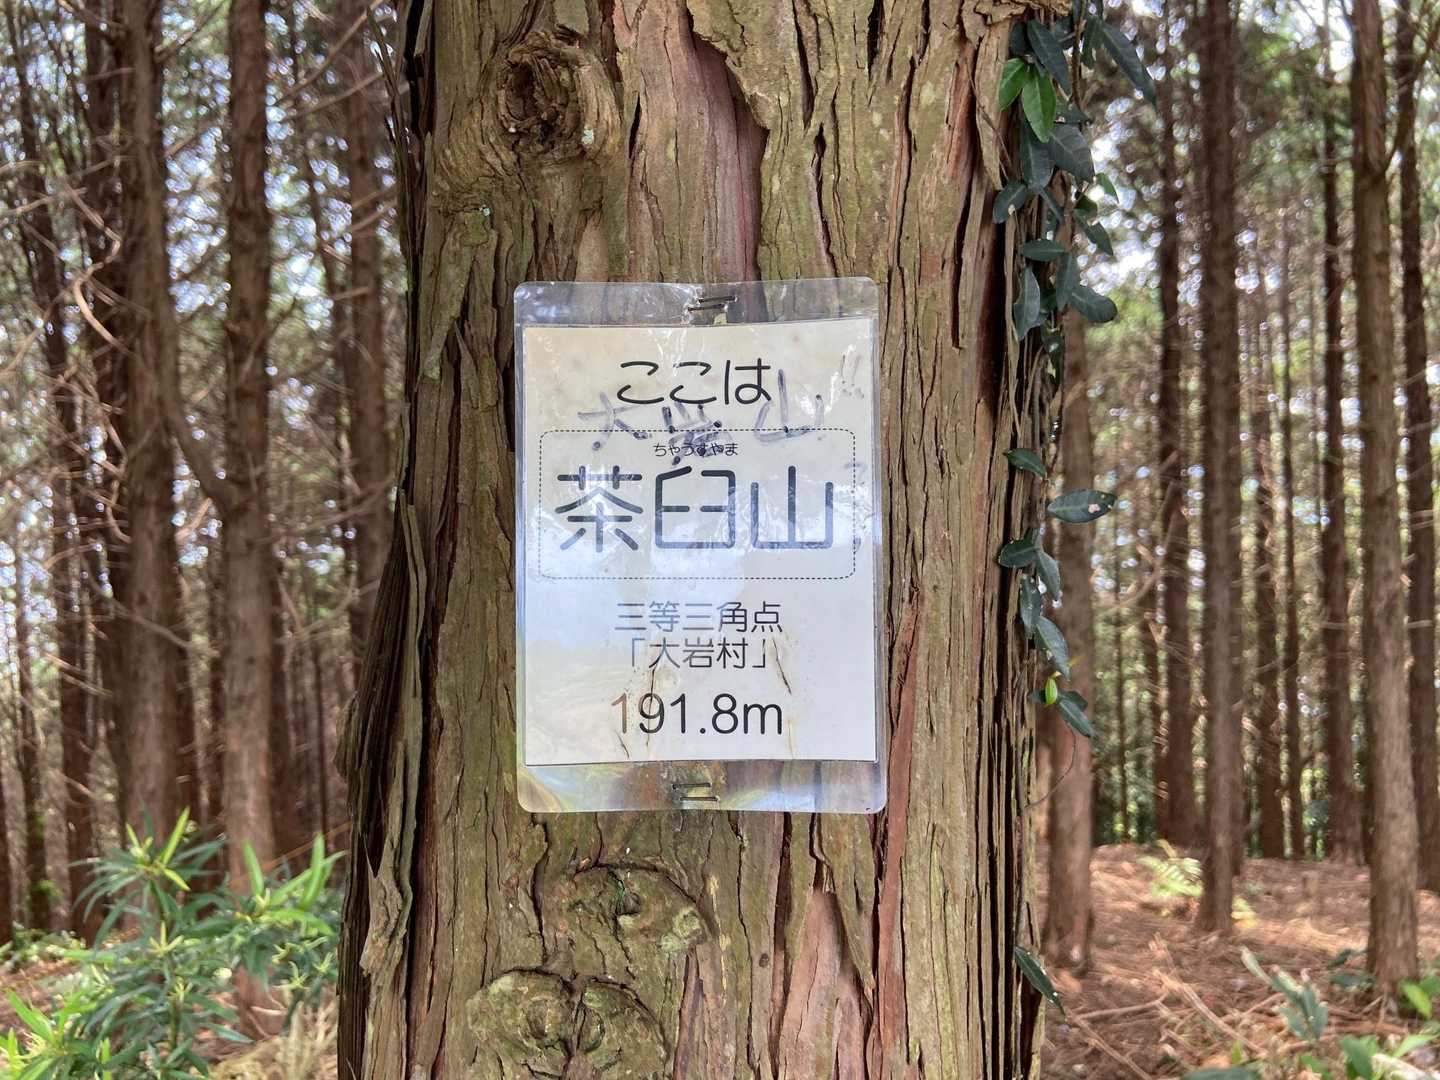 ここは
大岩山
ちゃうすやま
茶臼山
三等三角点
「大岩村」
191.8m